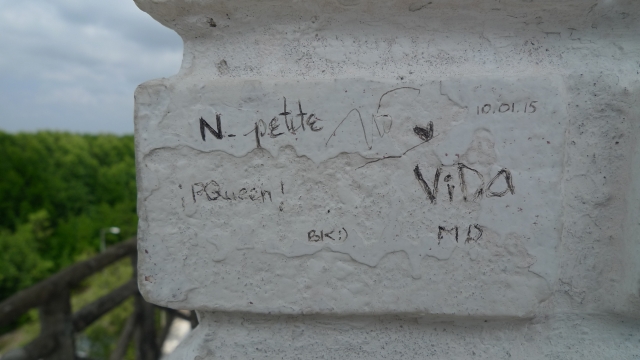 N- petite
10.01.15
¡PQueen!
ViDa
BK:)
MD